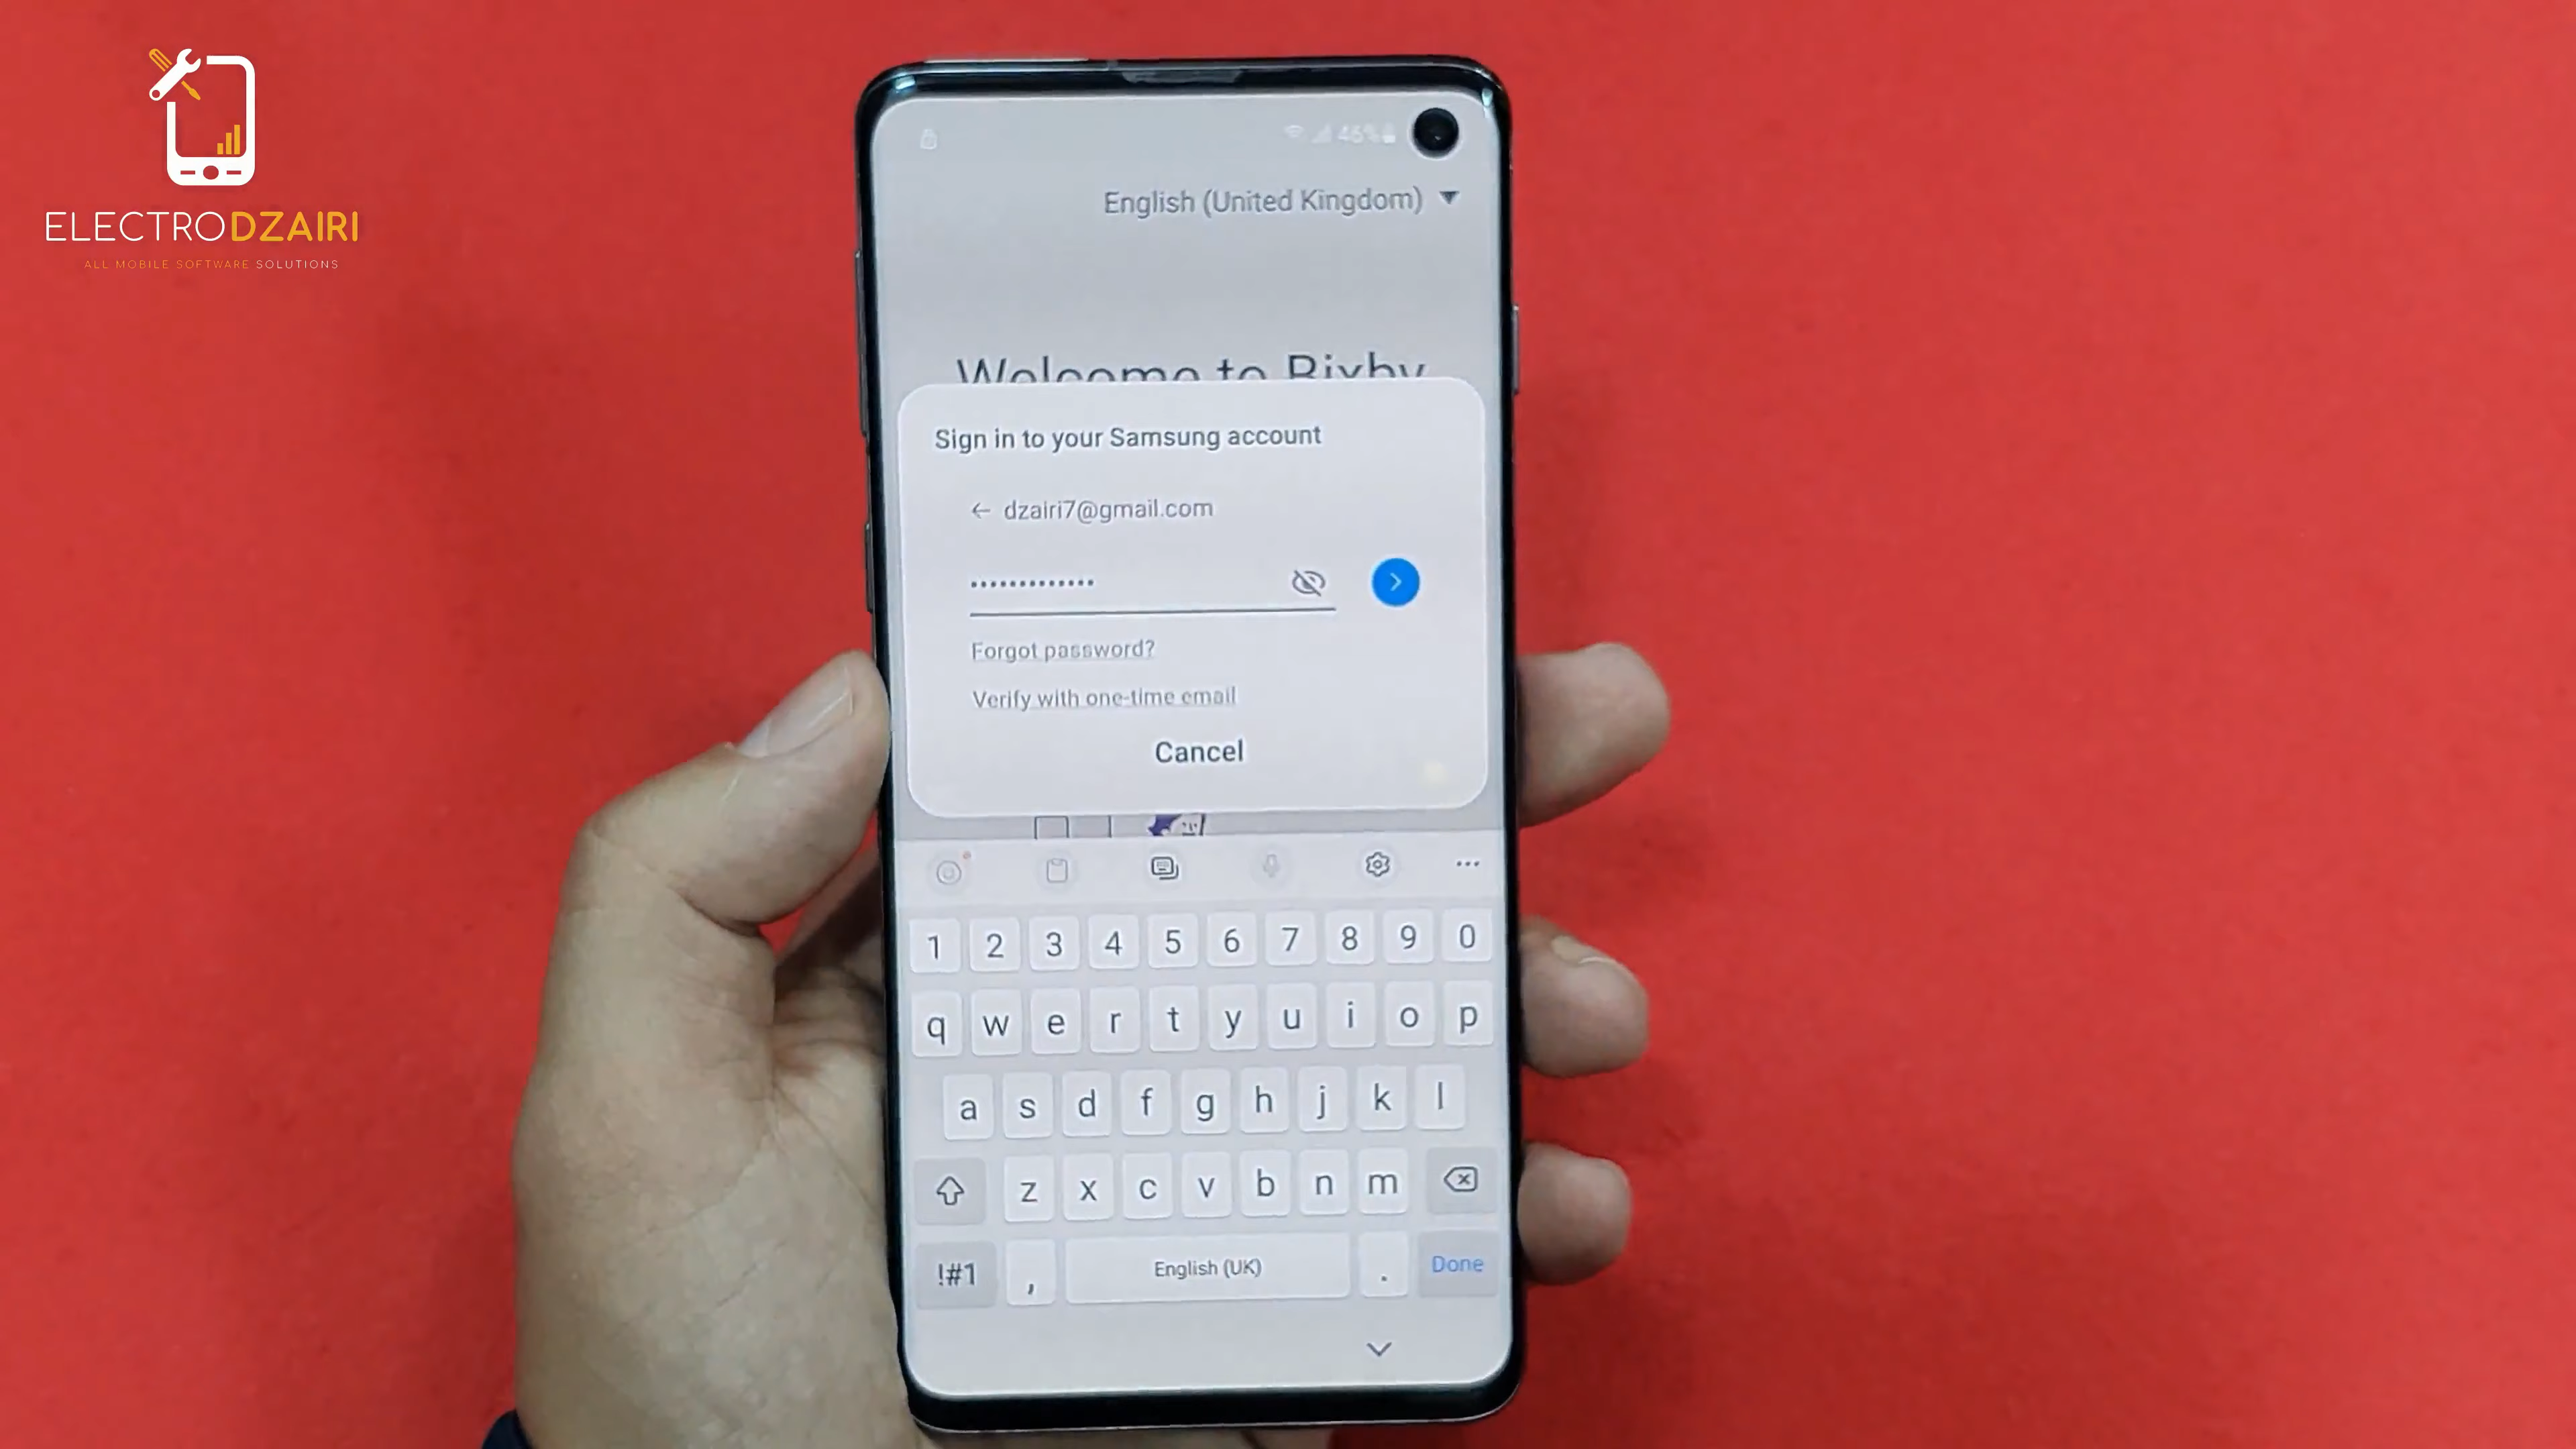 ELECTRODZAIRI
ALL MOBILE SOFTWARE SOLUTIONS
46%
English (United Kingdom)
Welcome to Bixby
Sign in to your Samsung account
dzairi7@gmail.com
•••••••••••••
Forgot password?
Verify with one-time email
Cancel
1 2 3 4 5 6 7 8 9 0
q w e r t y u i o p
a s d f g h j k l
z x c v b n m
!#1 , English (UK) . Done